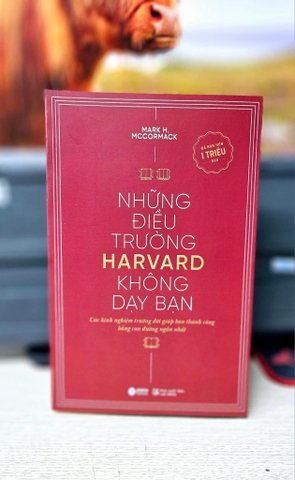 MARK H.
MCCORMACK
ĐÃ BÁN HƠN
1 TRIỆU
BẢN
NHỮNG
ĐIỀU
TRƯỜNG
HARVARD
KHÔNG
DẠY BẠN
Các kinh nghiệm trường đời giúp bạn thành công
bằng con đường ngắn nhất